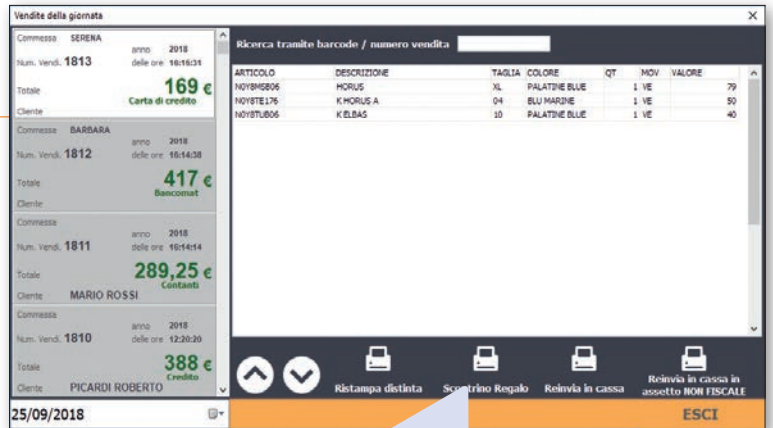 Vendite della giornata
Commessa SERENA
anno 2018
Num. Vendi. 1813 delle ore 16:16:31
Totale 169 €
Carta di credito
Cliente
Commessa BARBARA
anno 2018
Num. Vendi. 1812 delle ore 16:14:38
Totale 417 €
Bancomat
Cliente
Commessa
anno 2018
Num. Vendi. 1811 delle ore 16:14:14
Totale 289,25 €
Contanti
Cliente MARIO ROSSI
Commessa
anno 2018
Num. Vendi. 1810 delle ore 12:20:20
Totale 388 €
Credito
Cliente PICARDI ROBERTO
25/09/2018
Ricerca tramite barcode / numero vendita
ARTICOLO DESCRIZIONE TAGLIA COLORE QT MOV VALORE
N0Y8MSB06 HORUS XL PALATINE BLUE 1 VE 79
N0Y8TE176 K HORUS A 04 BLU MARINE 1 VE 50
N0Y8TUB06 K ELBAS 10 PALATINE BLUE 1 VE 40
Ristampa distinta
Scontrino Regalo
Reinvia in cassa
Reinvia in cassa in
assetto NON FISCALE
ESCI